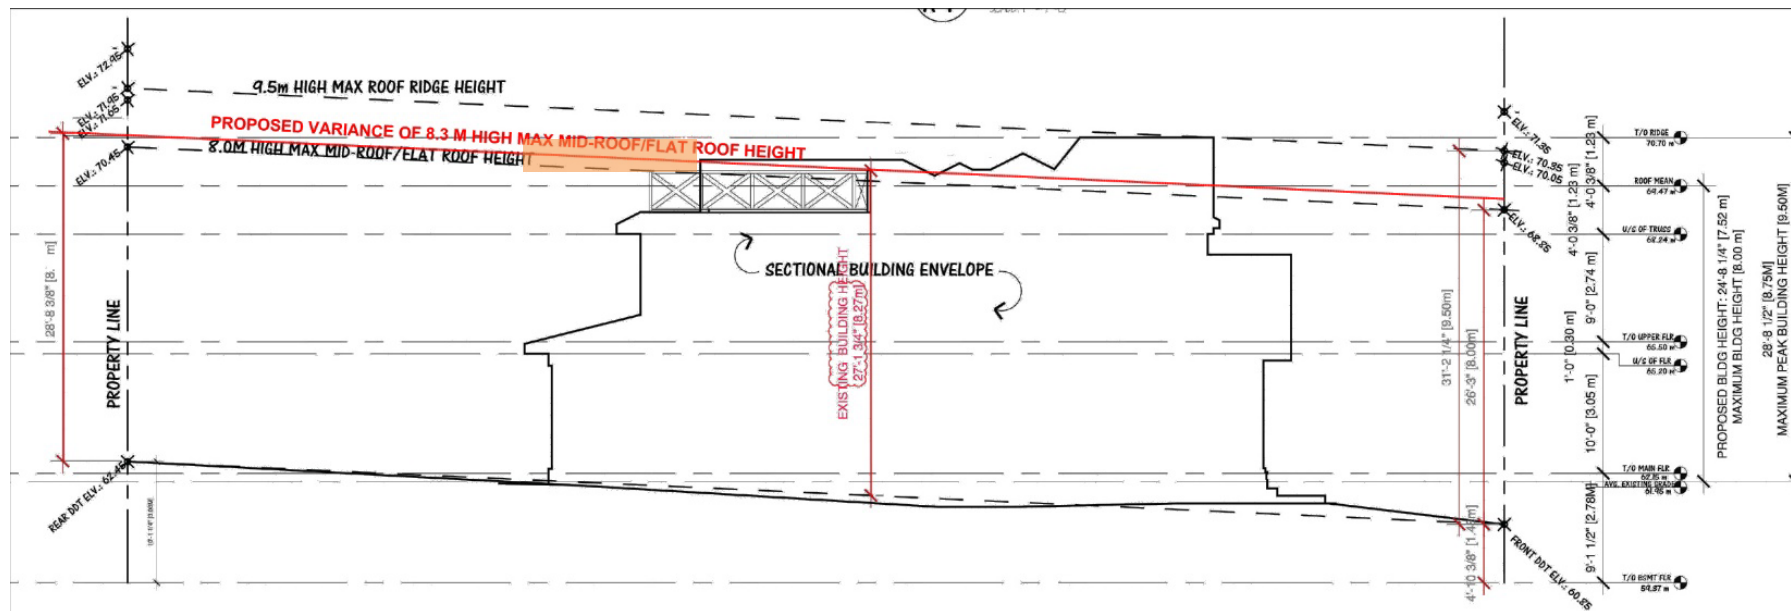 9.5m HIGH MAX ROOF RIDGE HEIGHT
PROPOSED VARIANCE OF 8.3 M HIGH MAX MID-ROOF/FLAT ROOF HEIGHT
8.0M HIGH MAX MID-ROOF/FLAT ROOF HEIGHT
ELV.: 72.95
ELV.: 71.95
ELV.: 71.65
ELV.: 70.45
28'-8 3/8" [8. m]
PROPERTY LINE
REAR DDT ELV.: 62.45
SECTIONAL BUILDING ENVELOPE
EXISTING BUILDING HEIGHT
27'-1 3/4" [8.27m]
31'-2 1/4" [9.50m]
26'-3" [8.00m]
PROPERTY LINE
ELV.: 71.35
ELV.: 70.35
ELV.: 70.05
ELV.: 68.85
FRONT DDT ELV.: 60.85
4'-0 3/8" [1.23 m]
4'-0 3/8" [1.23 m]
9'-0" [2.74 m]
1'-0" [0.30 m]
10'-0" [3.05 m]
9'-1 1/2" [2.78M]
T/O RIDGE
70.70 m
ROOF MEAN
69.47 m
U/S OF TRUSS
68.24 m
T/O UPPER FLR
65.50 m
U/S OF FLR
65.20 m
T/O MAIN FLR
62.15 m
AVG. EXISTING GRADE
61.95 m
T/O BSMT FLR
59.37 m
PROPOSED BLDG HEIGHT: 24'-8 1/4" [7.52 m]
MAXIMUM BLDG HEIGHT [8.00 m]
28'-8 1/2" [8.75M]
MAXIMUM PEAK BUILDING HEIGHT [9.50M]